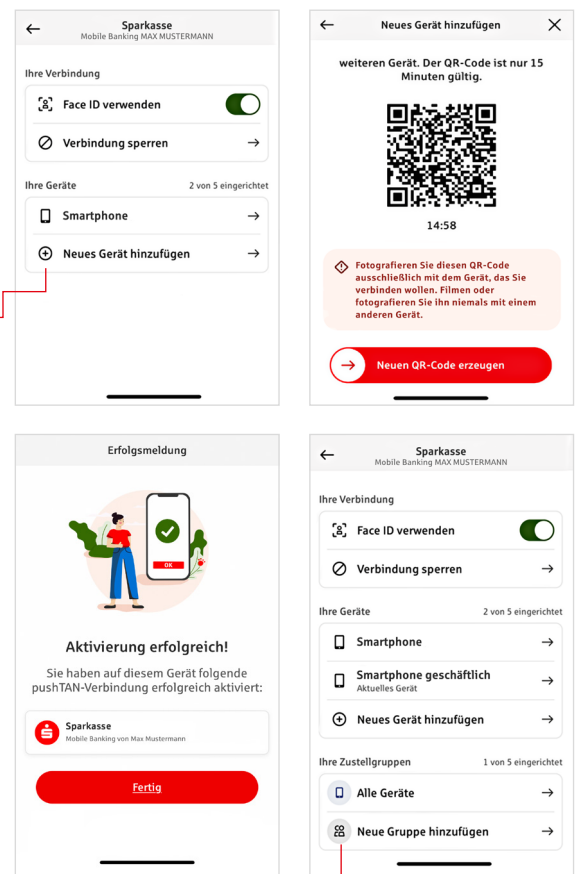 Sparkasse
Mobile Banking MAX MUSTERMANN
Ihre Verbindung
Face ID verwenden
Verbindung sperren
Ihre Geräte 2 von 5 eingerichtet
Smartphone
Neues Gerät hinzufügen
Neues Gerät hinzufügen
weiteren Gerät. Der QR-Code ist nur 15
Minuten gültig.
14:58
Fotografieren Sie diesen QR-Code
ausschließlich mit dem Gerät, das Sie
verbinden wollen. Filmen oder
fotografieren Sie ihn niemals mit einem
anderen Gerät.
Neuen QR-Code erzeugen
Erfolgsmeldung
OK
Aktivierung erfolgreich!
Sie haben auf diesem Gerät folgende
pushTAN-Verbindung erfolgreich aktiviert:
Sparkasse
Mobile Banking von Max Mustermann
Fertig
Sparkasse
Mobile Banking MAX MUSTERMANN
Ihre Verbindung
Face ID verwenden
Verbindung sperren
Ihre Geräte 2 von 5 eingerichtet
Smartphone
Smartphone geschäftlich
Aktuelles Gerät
Neues Gerät hinzufügen
Ihre Zustellgruppen 1 von 5 eingerichtet
Alle Geräte
Neue Gruppe hinzufügen